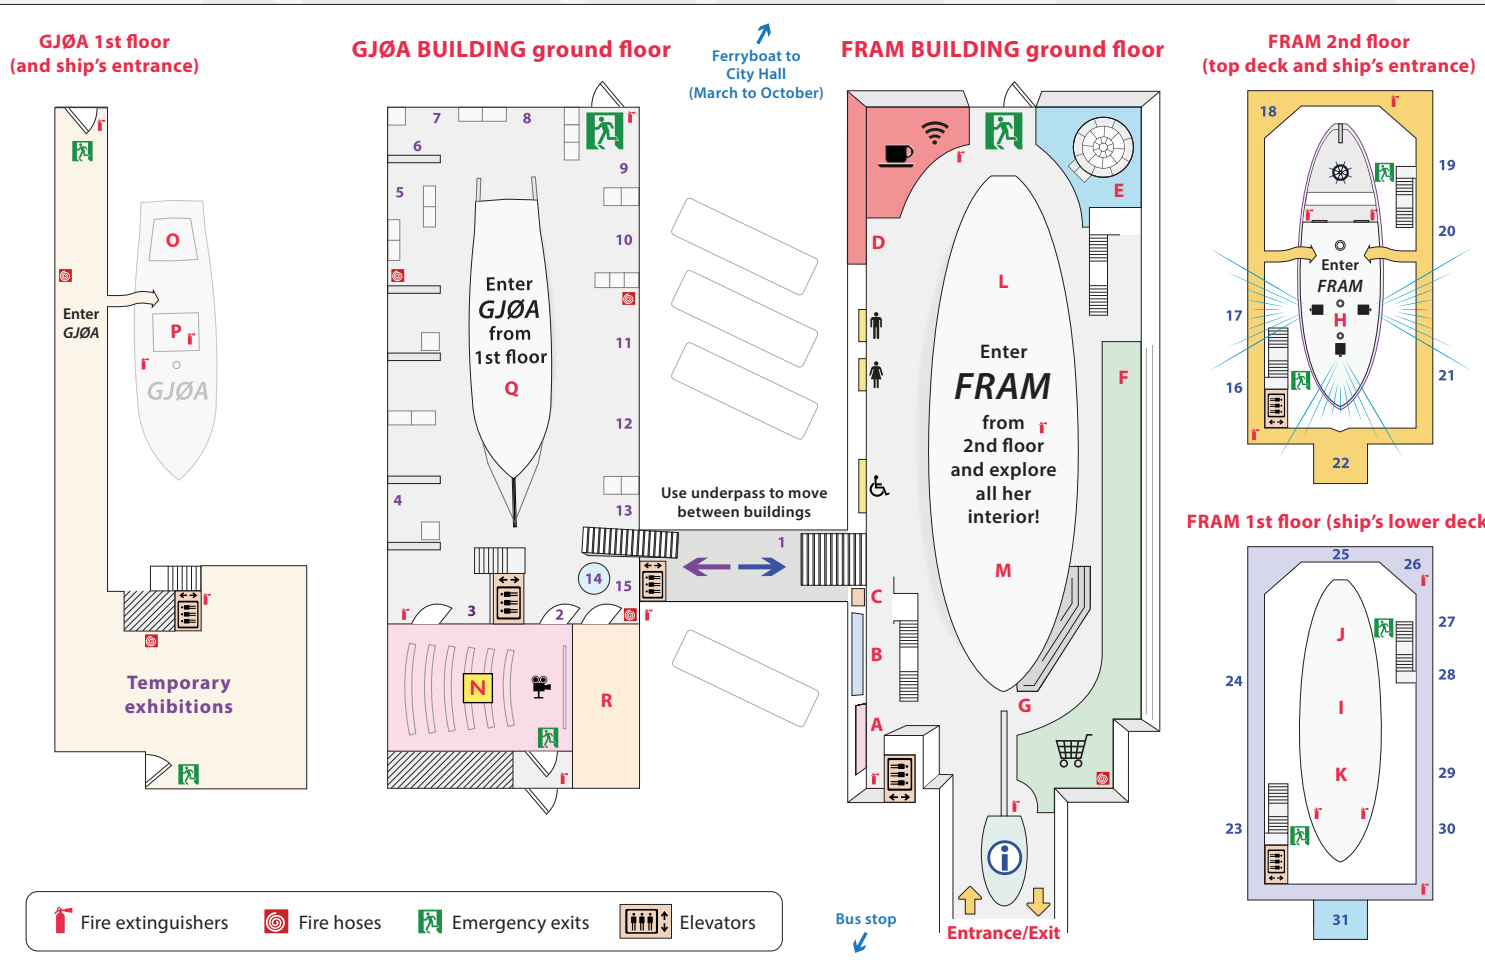 GJØA 1st floor
(and ship's entrance)
Enter
GJØA
O
P
GJØA
Temporary
exhibitions
GJØA BUILDING ground floor
7
8
6
9
5
10
Enter
GJØA
from
1st floor
Q
11
12
4
13
14
15
3
2
N
R
Ferryboat to
City Hall
(March to October)
Use underpass to move
between buildings
1
FRAM BUILDING ground floor
E
D
L
Enter
FRAM
from
2nd floor
and explore
all her
interior!
F
M
C
B
A
G
i
Entrance/Exit
Bus stop
FRAM 2nd floor
(top deck and ship's entrance)
18
19
20
Enter
FRAM
17
H
16
21
22
FRAM 1st floor (ship's lower deck
25
26
27
J
28
24
I
K
29
23
30
31
Fire extinguishers
Fire hoses
Emergency exits
Elevators